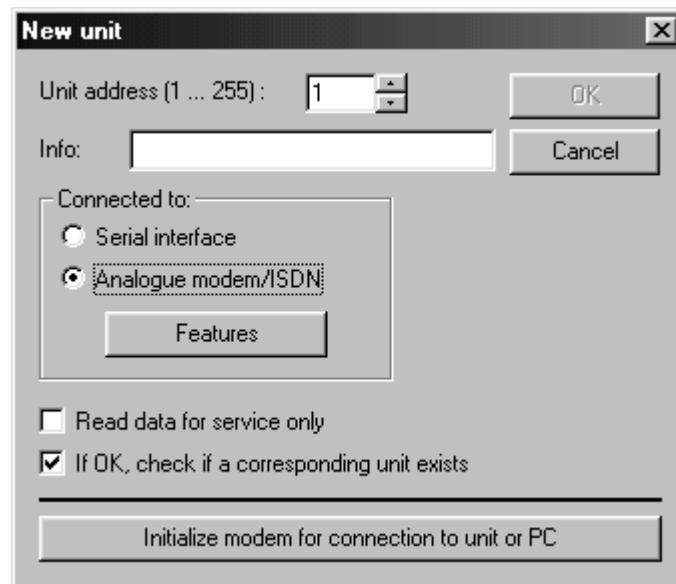 New unit
Unit address (1 ... 255) : 1 OK
Info: Cancel
Connected to:
Serial interface
Analogue modem/ISDN
Features
Read data for service only
If OK, check if a corresponding unit exists
Initialize modem for connection to unit or PC